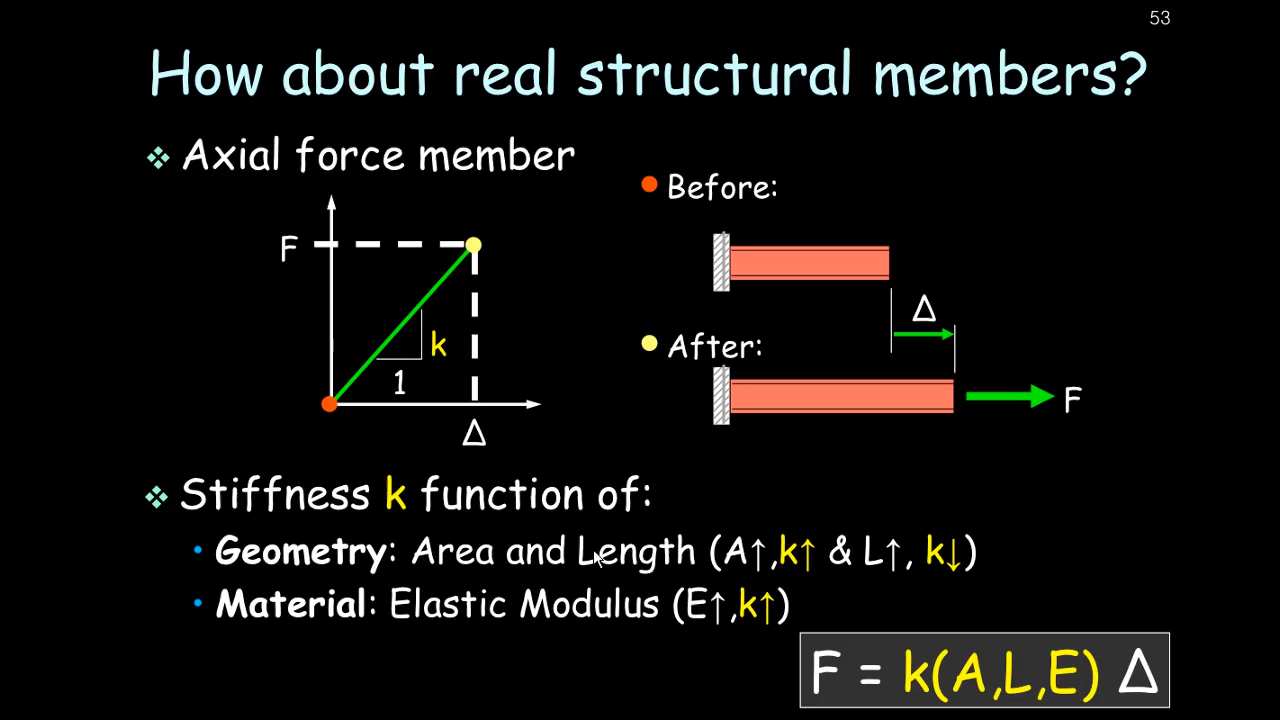 53
How about real structural members?
❖ Axial force member
F
k
1
Δ
• Before:
Δ
• After:
F
❖ Stiffness k function of:
• Geometry: Area and Length (A↑,k↑ & L↑, k↓)
• Material: Elastic Modulus (E↑,k↑)
F = k(A,L,E) Δ